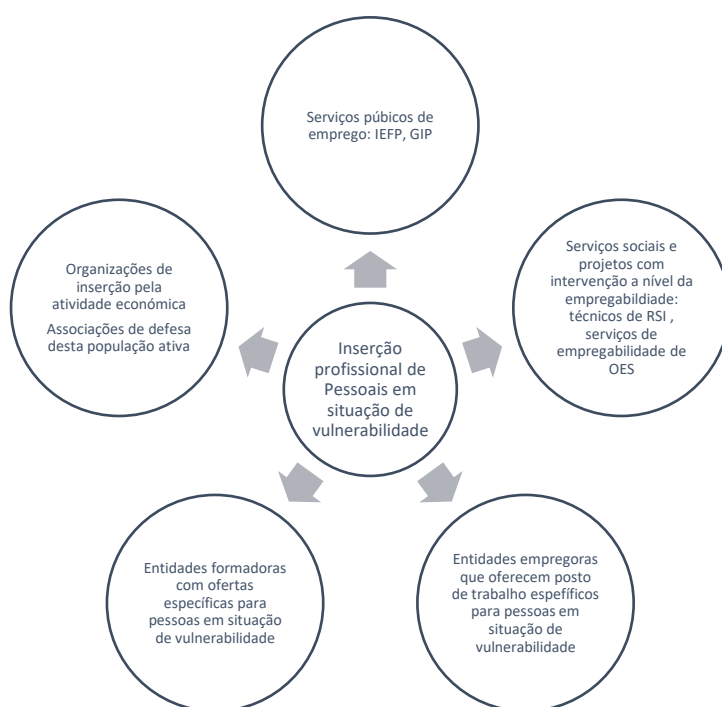 Serviços púbicos de
emprego: IEFP, GIP
Organizações de
inserção pela
atividade económica
Associações de defesa
desta população ativa
Serviços sociais e
projetos com
intervenção a nível da
empregabildiade:
técnicos de RSI ,
serviços de
empregabilidade de
OES
Inserção
profissional de
Pessoais em
situação de
vulnerabilidade
Entidades formadoras
com ofertas
específicas para
pessoas em situação
de vulnerabilidade
Entidades empregoras
que oferecem posto
de trabalho espefíficos
para pessoas em
situação de
vulnerabilidade